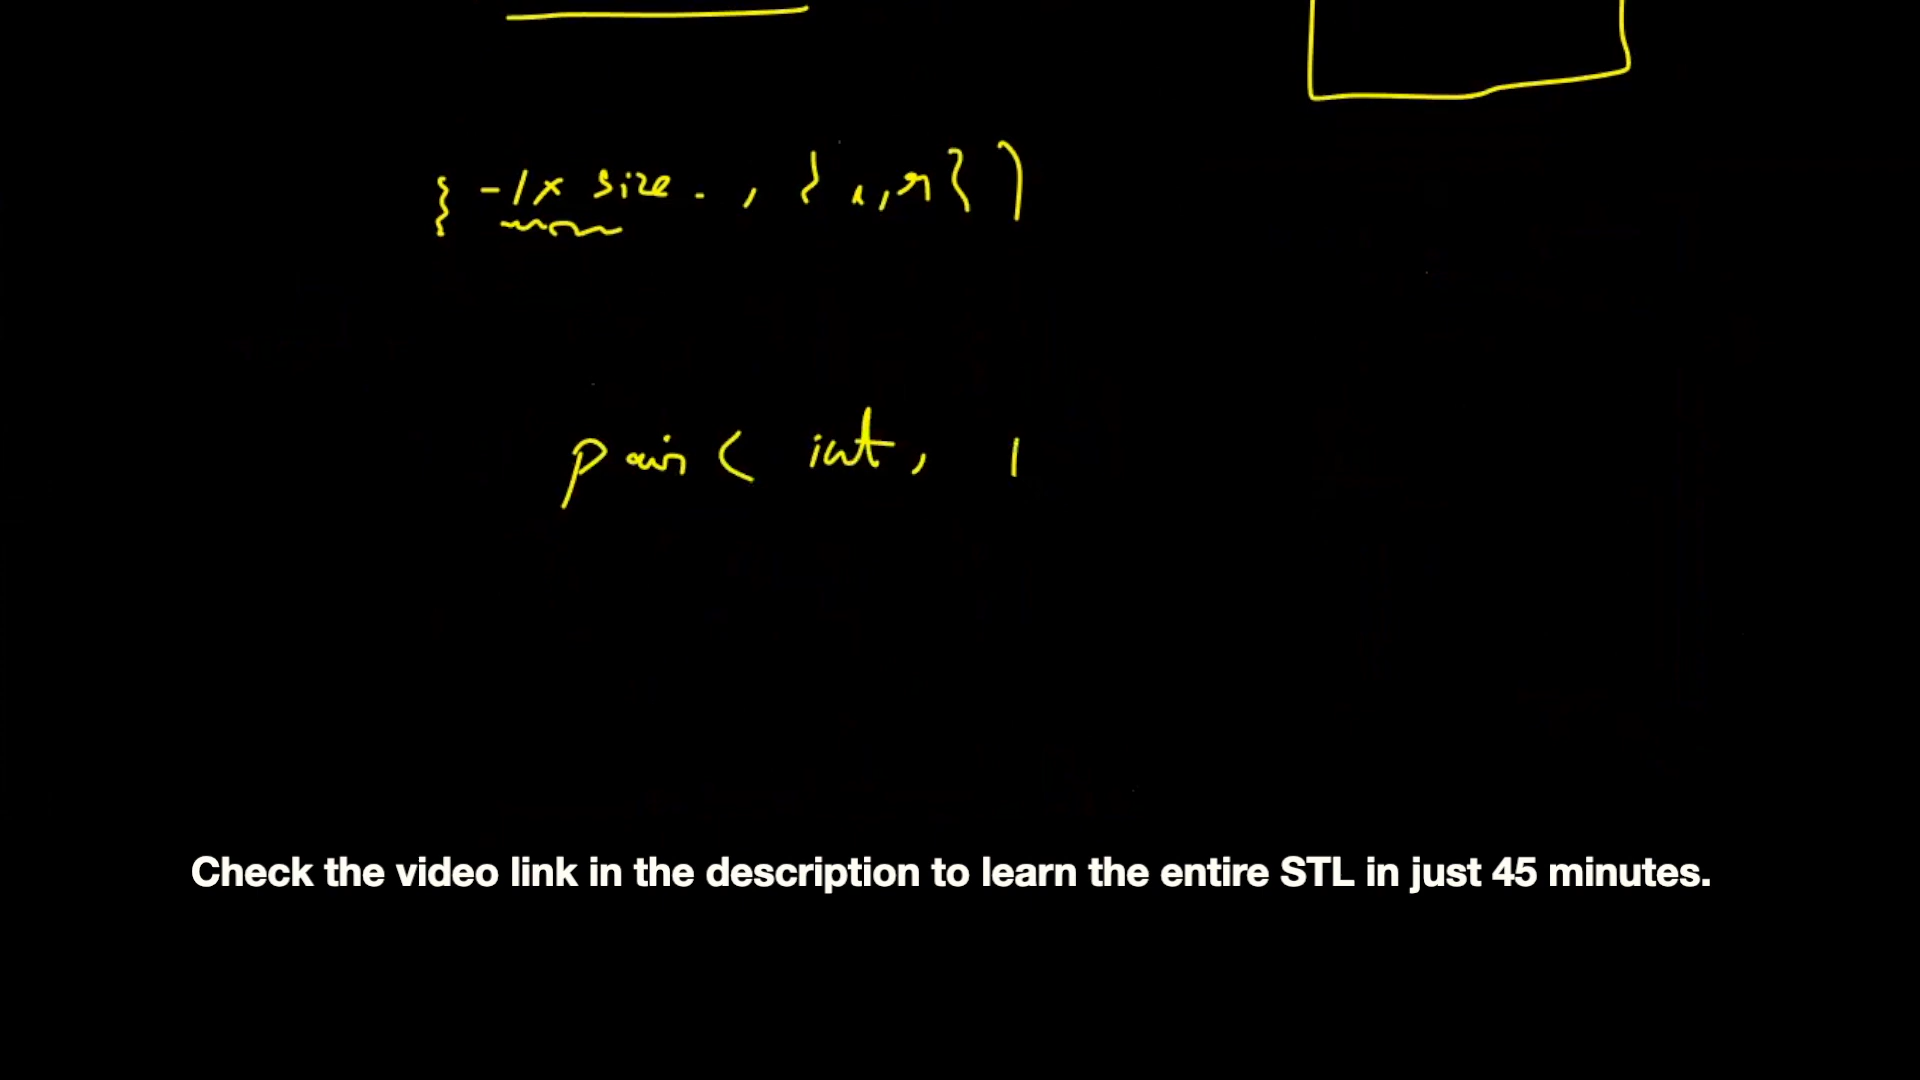 { -1 x size . , { l, r } )
pair < int, 
Check the video link in the description to learn the entire STL in just 45 minutes.